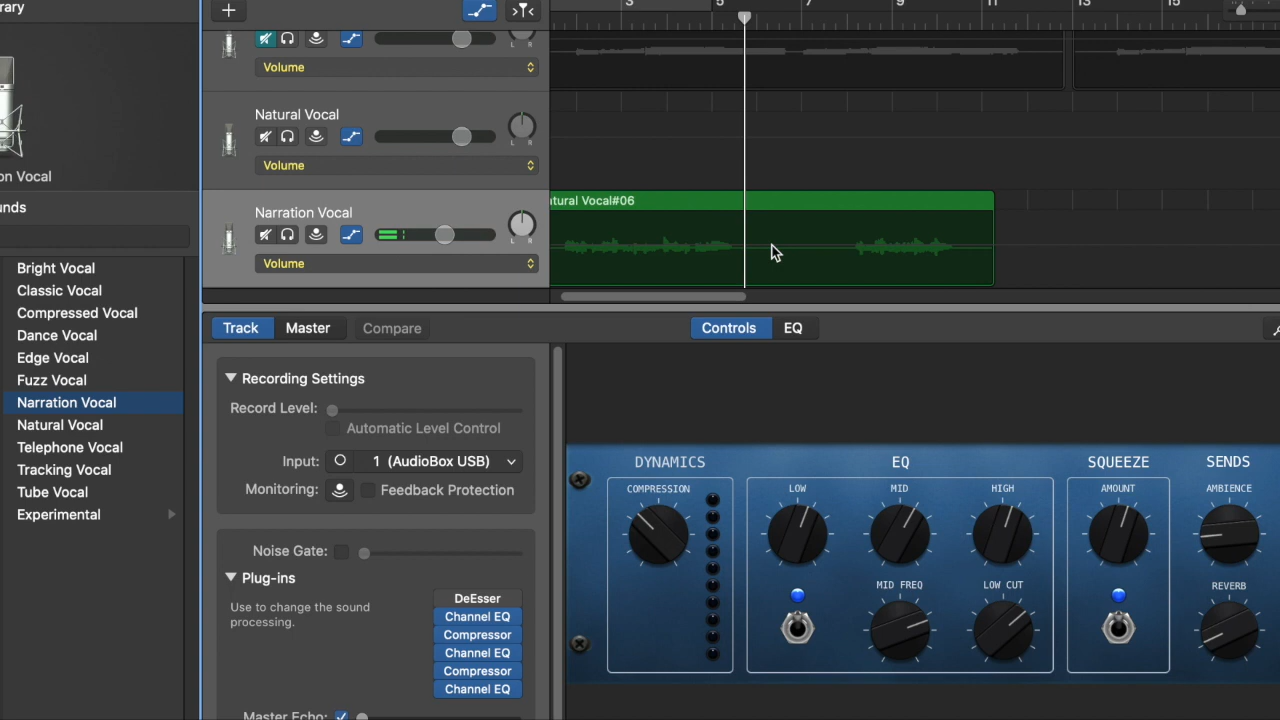 rary
3
5
7
9
11
13
15
L R
Volume
Natural Vocal
L R
Volume
on Vocal
unds
Narration Vocal
L R
Volume
atural Vocal#06
Bright Vocal
Classic Vocal
Compressed Vocal
Dance Vocal
Edge Vocal
Fuzz Vocal
Narration Vocal
Natural Vocal
Telephone Vocal
Tracking Vocal
Tube Vocal
Experimental
Track Master Compare Controls EQ
Recording Settings
Record Level:
Automatic Level Control
Input: 1 (AudioBox USB)
Monitoring: Feedback Protection
Noise Gate:
Plug-ins
Use to change the sound
processing.
DeEsser
Channel EQ
Compressor
Channel EQ
Compressor
Channel EQ
Master Echo:
DYNAMICS EQ SQUEEZE SENDS
COMPRESSION LOW MID HIGH AMOUNT AMBIENCE
MID FREQ LOW CUT REVERB